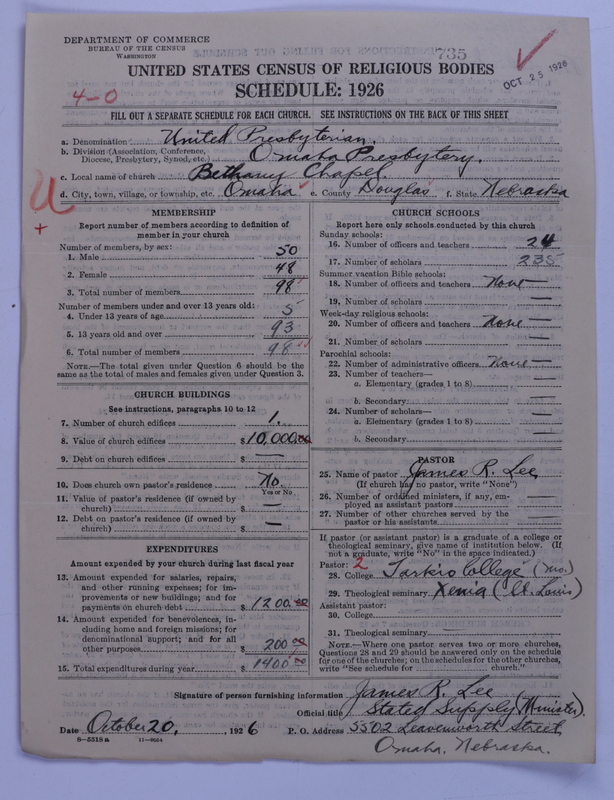 DEPARTMENT OF COMMERCE
BUREAU OF THE CENSUS
WASHINGTON
735
OCT 25 1926
UNITED STATES CENSUS OF RELIGIOUS BODIES
SCHEDULE: 1926
4-0
FILL OUT A SEPARATE SCHEDULE FOR EACH CHURCH. SEE INSTRUCTIONS ON THE BACK OF THIS SHEET
a. Denomination United Presbyterian.
b. Division (Association, Conference, Diocese, Presbytery, Synod, etc.) Omaha Presbytery.
c. Local name of church Bethany Chapel
d. City, town, village, or township, etc. Omaha e. County Douglas f. State Nebraska
MEMBERSHIP
Report number of members according to definition of
member in your church
Number of members, by sex:
1. Male 50
2. Female 48
3. Total number of members 98
Number of members under and over 13 years old:
4. Under 13 years of age 5
5. 13 years old and over 93
6. Total number of members 98
NOTE.—The total given under Question 6 should be
same as the total of males and females given under Question 3.
CHURCH BUILDINGS
See instructions, paragraphs 10 to 12
7. Number of church edifices 1.
8. Value of church edifices $10,000.00
9. Debt on church edifices $ —
10. Does church own pastor's residence? No.
Yes or No
11. Value of pastor's residence (if owned by
church) $ —
12. Debt on pastor's residence (if owned by
church) $ —
EXPENDITURES
Amount expended by your church during last fiscal year
13. Amount expended for salaries, repairs,
and other running expenses; for im-
provements or new buildings; and for
payments on church debt $1200.00
14. Amount expended for benevolences, in-
cluding home and foreign missions; for
denominational support; and for all
other purposes $ 200.00
15. Total expenditures during year $1400.00
CHURCH SCHOOLS
Report here only schools conducted by this church
Sunday schools:
16. Number of officers and teachers 24
17. Number of scholars 235
Summer vacation Bible schools:
18. Number of officers and teachers None —
19. Number of scholars —
Week-day religious schools:
20. Number of officers and teachers None —
21. Number of scholars —
Parochial schools:
22. Number of administrative officers None —
23. Number of teachers—
a. Elementary (grades 1 to 8) —
b. Secondary —
24. Number of scholars—
a. Elementary (grades 1 to 8) —
b. Secondary —
PASTOR
25. Name of pastor James R. Lee
(If church has no pastor, write "None")
26. Number of ordained ministers, if any, em-
ployed as assistant pastors —
27. Number of other churches served by the
pastor or his assistants —
If pastor (or assistant pastor) is a graduate of a college or
theological seminary, give name of institution below. (If
not a graduate, write "No" in the space indicated.)
Pastor: 2
28. College Tarkio College (Mo.)
29. Theological seminary Xenia (St. Louis)
Assistant pastor:
30. College
31. Theological seminary
NOTE.—Where one pastor serves two or more churches,
Questions 28 and 29 should be answered only on the schedule
for one of the churches; on the schedules for the other churches,
write "See schedule for church."
Signature of person furnishing information James R. Lee
Official title Stated Supply (Minister).
Date October 20, 1926 P. O. Address 5502 Leavenworth Street
Omaha, Nebraska.
8-5518a